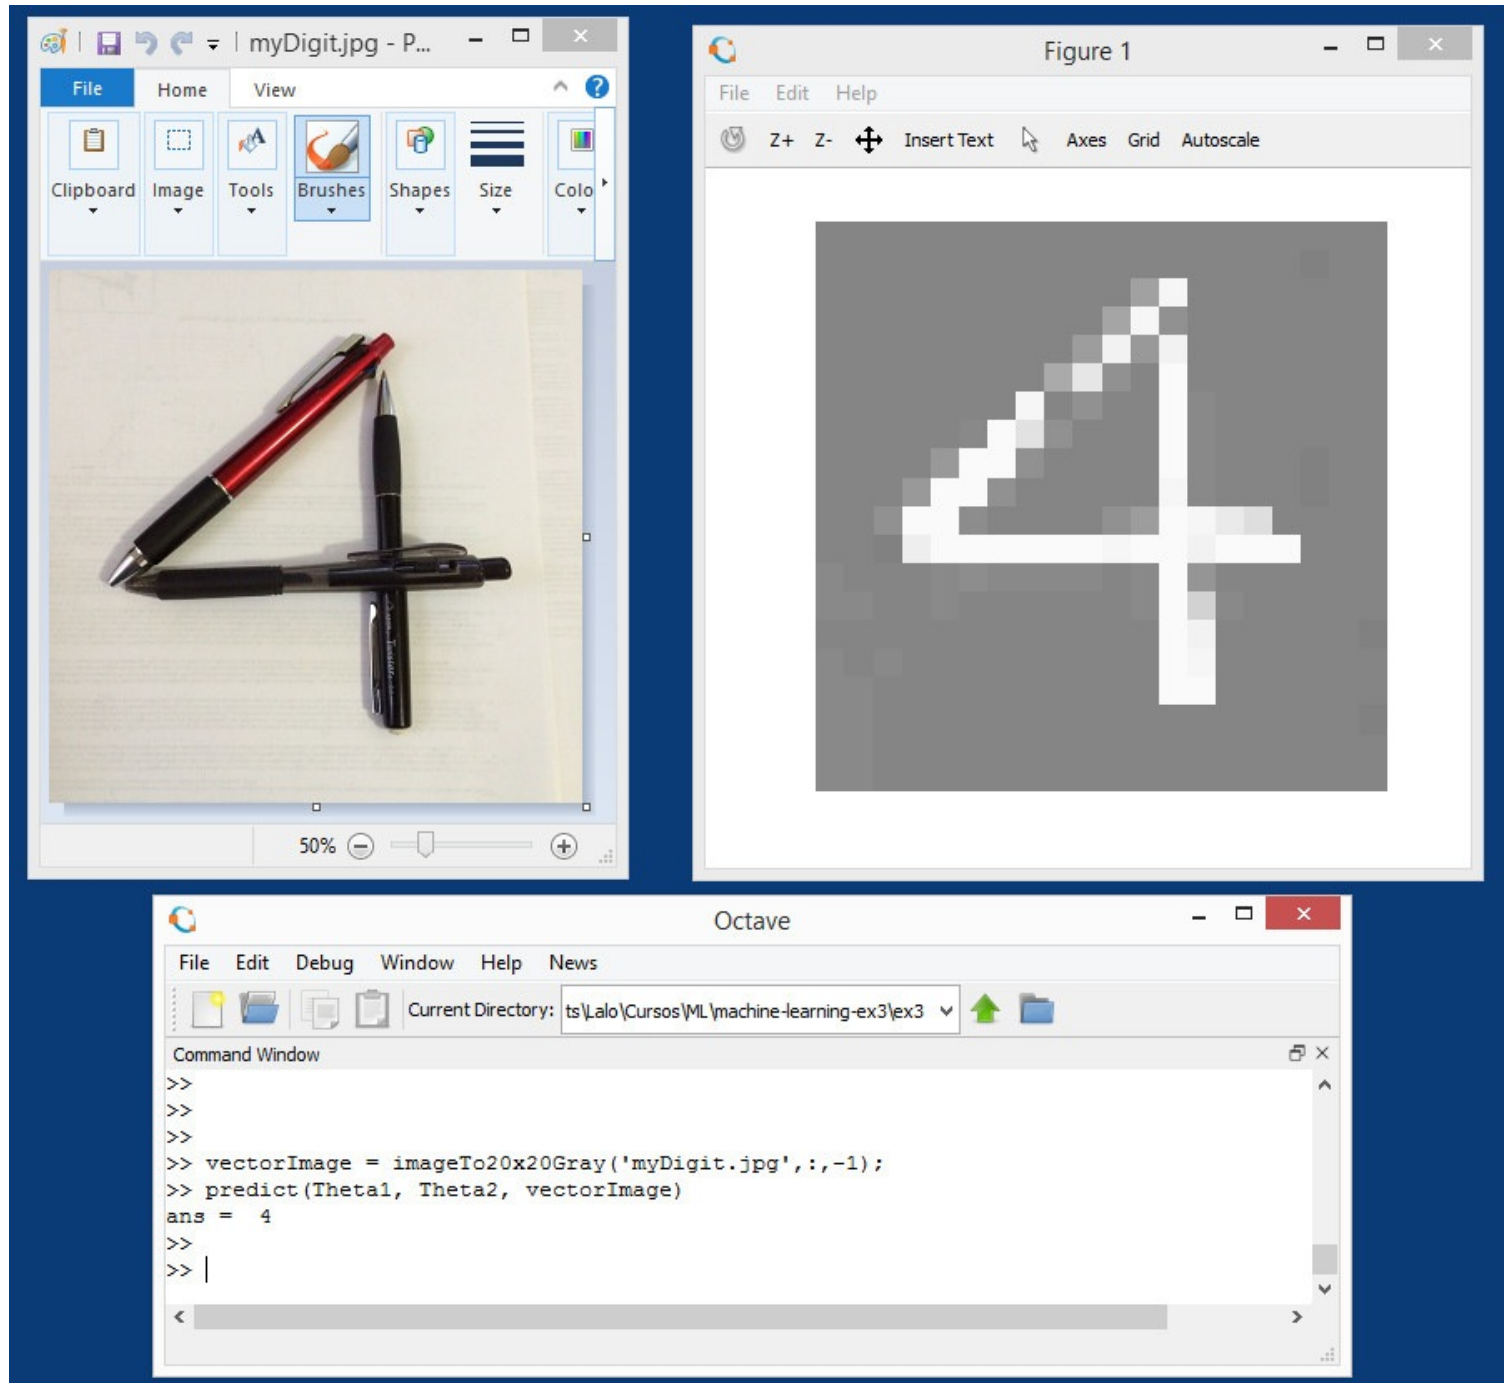 myDigit.jpg - P...
File Home View
Clipboard Image Tools Brushes Shapes Size Colo
50%
Figure 1
File Edit Help
Z+ Z- Insert Text Axes Grid Autoscale
Octave
File Edit Debug Window Help News
Current Directory: ts\Lalo\Cursos\ML\machine-learning-ex3\ex3
Command Window
>>
>>
>>
>> vectorImage = imageTo20x20Gray('myDigit.jpg',:,-1);
>> predict(Theta1, Theta2, vectorImage)
ans = 4
>>
>>